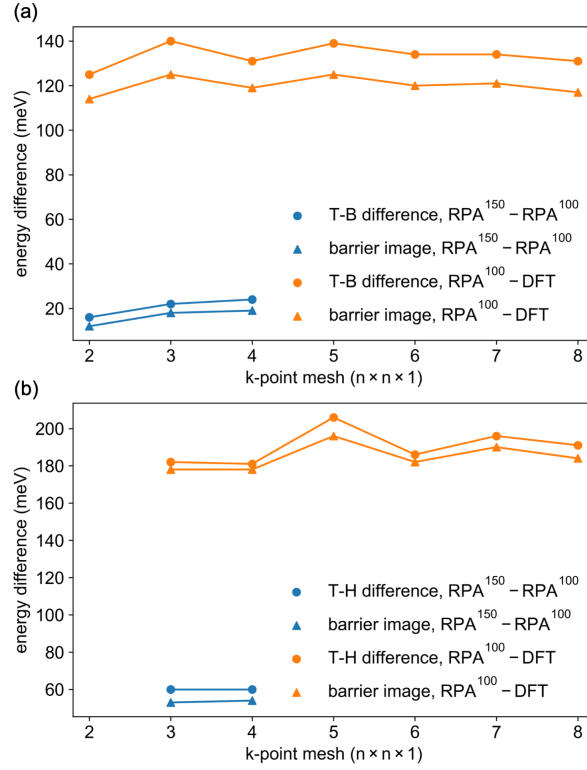 (a)
140
120
100
80
60
40
20
energy difference (meV)
T-B difference, RPA¹⁵⁰ − RPA¹⁰⁰
barrier image, RPA¹⁵⁰ − RPA¹⁰⁰
T-B difference, RPA¹⁰⁰ − DFT
barrier image, RPA¹⁰⁰ − DFT
2 3 4 5 6 7 8
k-point mesh (n × n × 1)
(b)
200
180
160
140
120
100
80
60
energy difference (meV)
T-H difference, RPA¹⁵⁰ − RPA¹⁰⁰
barrier image, RPA¹⁵⁰ − RPA¹⁰⁰
T-H difference, RPA¹⁰⁰ − DFT
barrier image, RPA¹⁰⁰ − DFT
2 3 4 5 6 7 8
k-point mesh (n × n × 1)